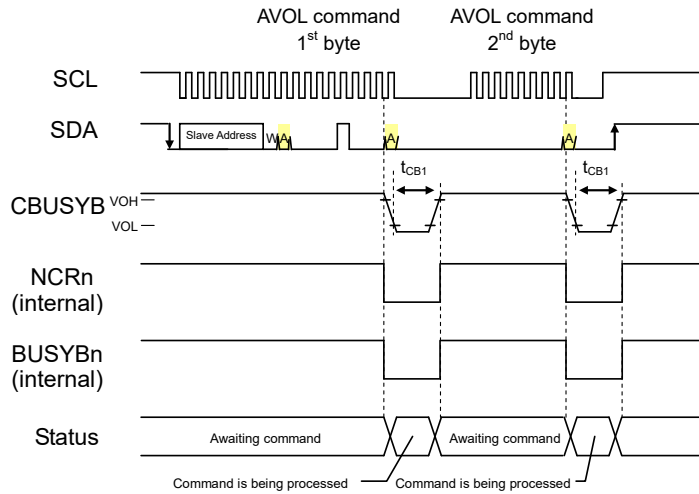 AVOL command
1st byte
AVOL command
2nd byte
SCL
SDA
Slave Address
W
A
A
A
tCB1
tCB1
CBUSYB
VOH
VOL
NCRn
(internal)
BUSYBn
(internal)
Status
Awaiting command
Awaiting command
Command is being processed
Command is being processed